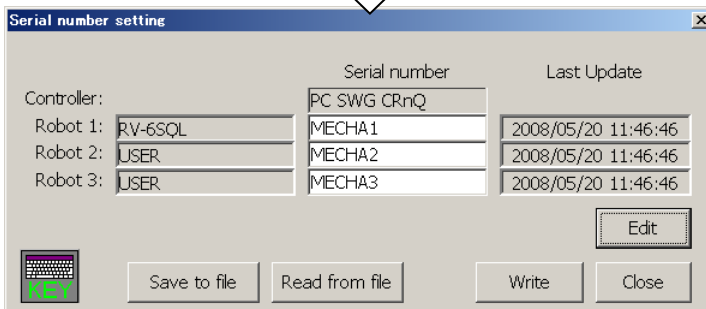 Serial number setting
Serial number Last Update
Controller: PC SWG CRnQ
Robot 1: RV-6SQL MECHA1 2008/05/20 11:46:46
Robot 2: USER MECHA2 2008/05/20 11:46:46
Robot 3: USER MECHA3 2008/05/20 11:46:46
Edit
KEY Save to file Read from file Write Close